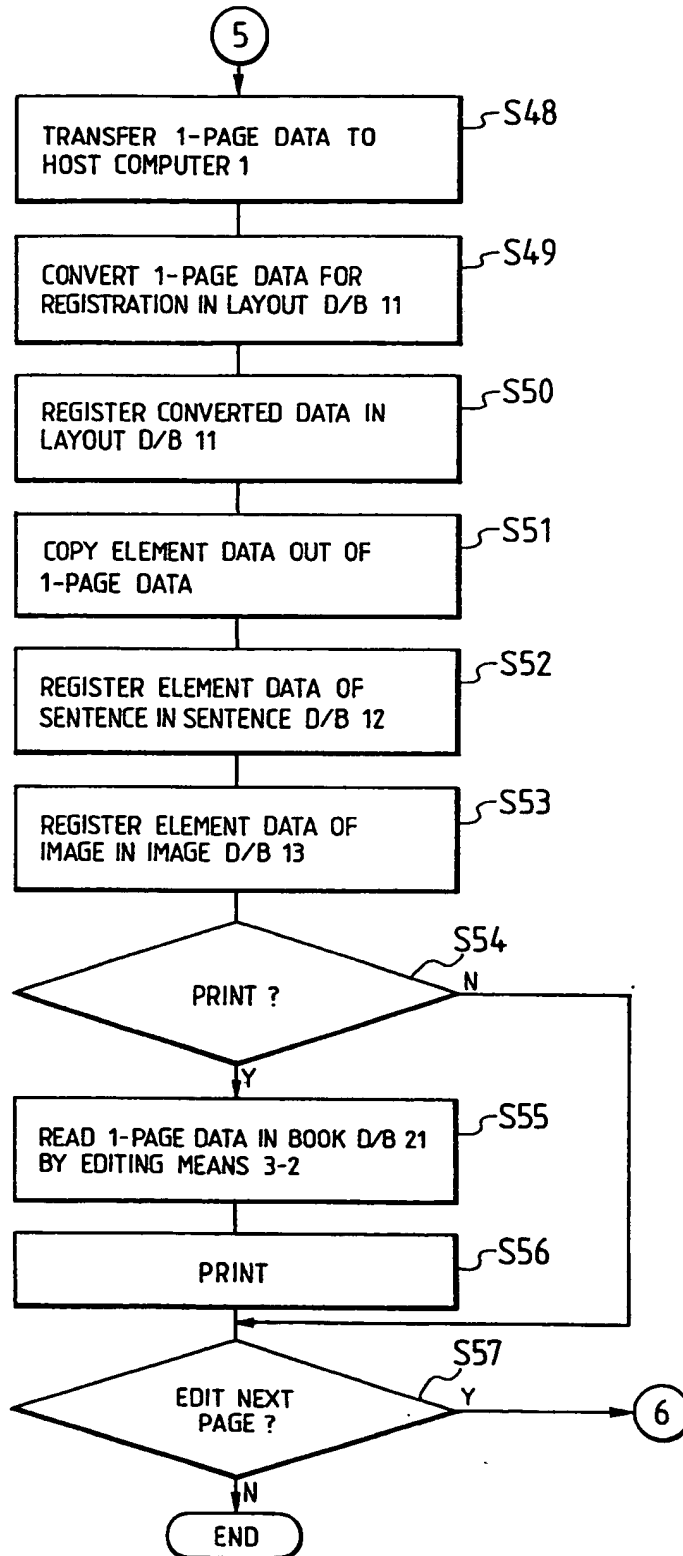 5
TRANSFER 1-PAGE DATA TO
HOST COMPUTER 1
S48
CONVERT 1-PAGE DATA FOR
REGISTRATION IN LAYOUT D/B 11
S49
REGISTER CONVERTED DATA IN
LAYOUT D/B 11
S50
COPY ELEMENT DATA OUT OF
1-PAGE DATA
S51
REGISTER ELEMENT DATA OF
SENTENCE IN SENTENCE D/B 12
S52
REGISTER ELEMENT DATA OF
IMAGE IN IMAGE D/B 13
S53
S54
PRINT ?
N
Y
READ 1-PAGE DATA IN BOOK D/B 21
BY EDITING MEANS 3-2
S55
PRINT
S56
S57
EDIT NEXT
PAGE ?
Y
6
N
END